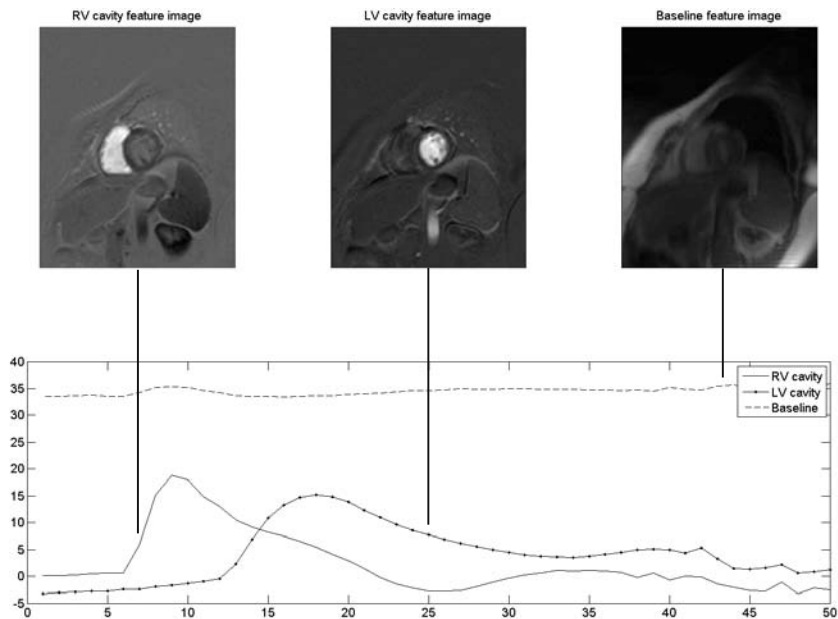 RV cavity feature image
LV cavity feature image
Baseline feature image
40
35
30
25
20
15
10
5
0
-5
RV cavity
LV cavity
Baseline
0 5 10 15 20 25 30 35 40 45 50